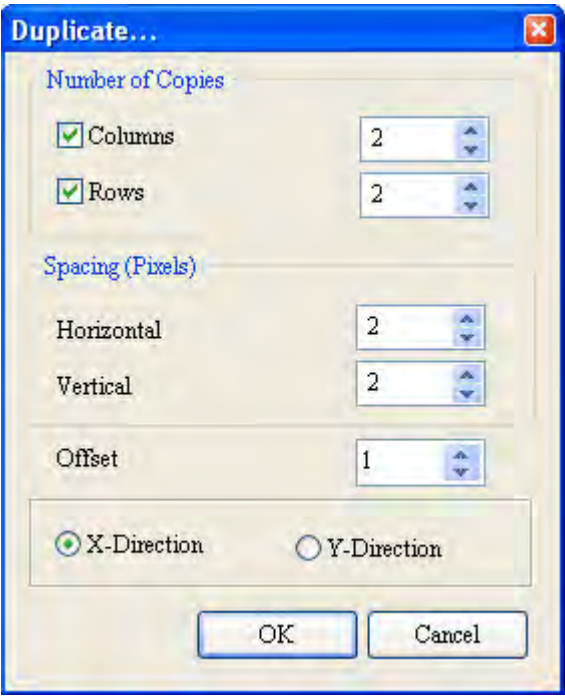 Duplicate...
Number of Copies
Columns 2
Rows 2
Spacing (Pixels)
Horizontal 2
Vertical 2
Offset 1
X-Direction Y-Direction
OK Cancel